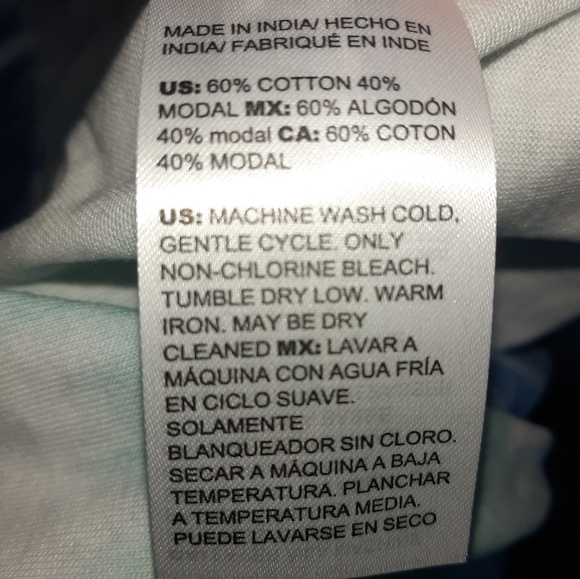 MADE IN INDIA/ HECHO EN
INDIA/ FABRIQUÉ EN INDE
US: 60% COTTON 40%
MODAL MX: 60% ALGODÓN
40% modal CA: 60% COTON
40% MODAL
US: MACHINE WASH COLD,
GENTLE CYCLE. ONLY
NON-CHLORINE BLEACH.
TUMBLE DRY LOW. WARM
IRON. MAY BE DRY
CLEANED MX: LAVAR A
MÁQUINA CON AGUA FRÍA
EN CICLO SUAVE.
SOLAMENTE
BLANQUEADOR SIN CLORO.
SECAR A MÁQUINA A BAJA
TEMPERATURA. PLANCHAR
A TEMPERATURA MEDIA.
PUEDE LAVARSE EN SECO